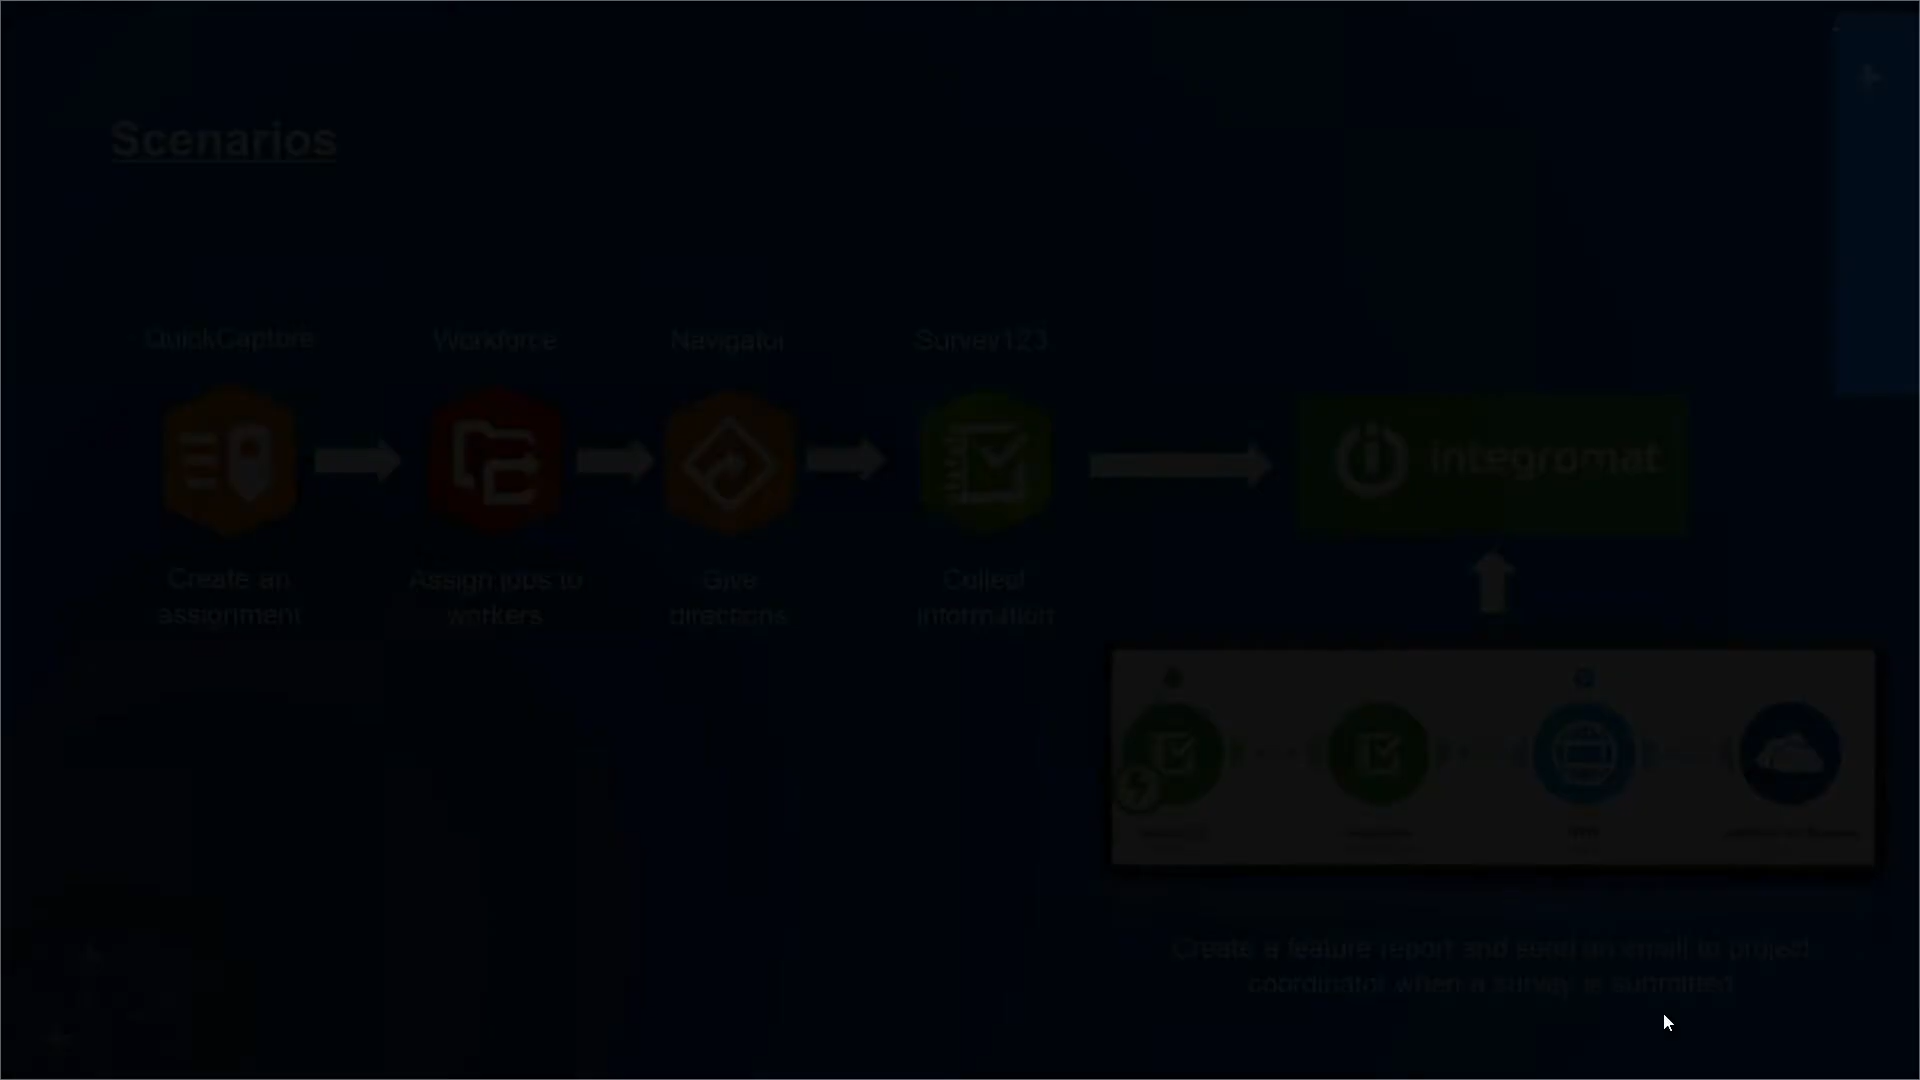 Scenarios
QuickCapture
Workforce
Navigator
Survey123
integromat
Create an
assignment
Assign jobs to
workers
Give
directions
Collect
information
Create a feature report and send an email to project
coordinator when a survey is submitted